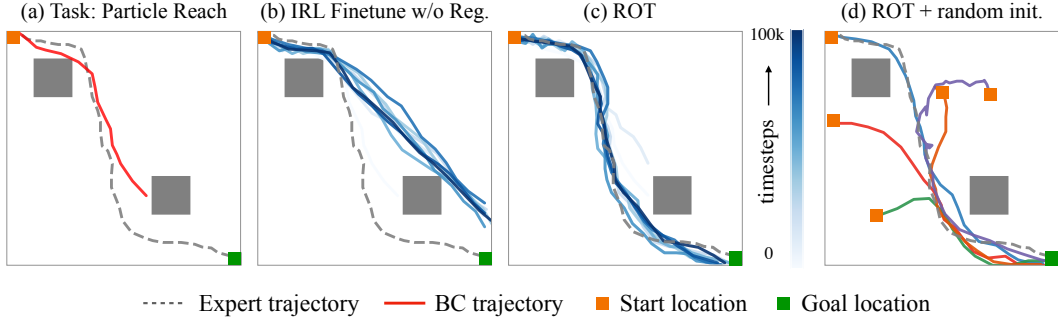 (a) Task: Particle Reach
(b) IRL Finetune w/o Reg.
(c) ROT
(d) ROT + random init.
100k
timesteps
0
Expert trajectory
BC trajectory
Start location
Goal location